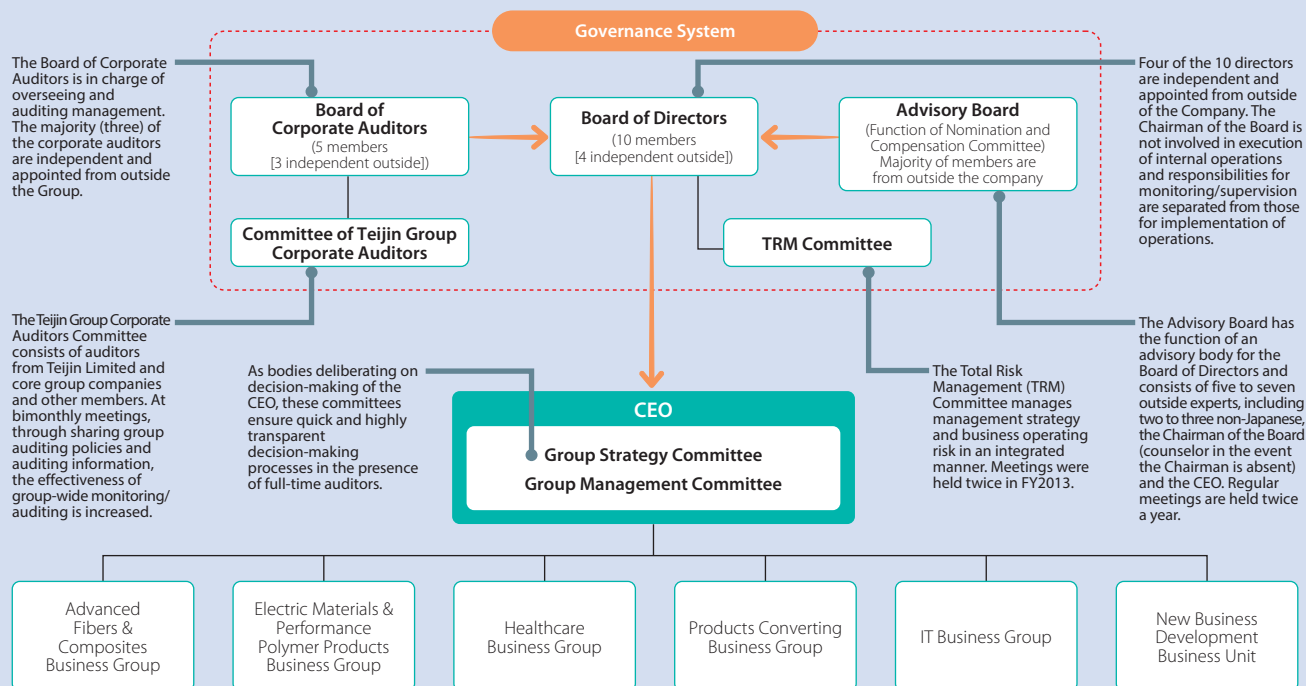 Governance System
The Board of Corporate
Auditors is in charge of
overseeing and
auditing management.
The majority (three) of
the corporate auditors
are independent and
appointed from outside
the Group.
Board of
Corporate Auditors
(5 members
[3 independent outside])
Board of Directors
(10 members
[4 independent outside])
Advisory Board
(Function of Nomination and
Compensation Committee)
Majority of members are
from outside the company
Four of the 10 directors
are independent and
appointed from outside
of the Company. The
Chairman of the Board is
not involved in execution
of internal operations
and responsibilities for
monitoring/supervision
are separated from those
for implementation of
operations.
Committee of Teijin Group
Corporate Auditors
TRM Committee
The Teijin Group Corporate
Auditors Committee
consists of auditors
from Teijin Limited and
core group companies
and other members. At
bimonthly meetings,
through sharing group
auditing policies and
auditing information,
the effectiveness of
group-wide monitoring/
auditing is increased.
As bodies deliberating on
decision-making of the
CEO, these committees
ensure quick and highly
transparent
decision-making
processes in the presence
of full-time auditors.
CEO
Group Strategy Committee
Group Management Committee
The Total Risk
Management (TRM)
Committee manages
management strategy
and business operating
risk in an integrated
manner. Meetings were
held twice in FY2013.
The Advisory Board has
the function of an
advisory body for the
Board of Directors and
consists of five to seven
outside experts, including
two to three non-Japanese,
the Chairman of the Board
(counselor in the event
the Chairman is absent)
and the CEO. Regular
meetings are held twice
a year.
Advanced
Fibers &
Composites
Business Group
Electric Materials &
Performance
Polymer Products
Business Group
Healthcare
Business Group
Products Converting
Business Group
IT Business Group
New Business
Development
Business Unit